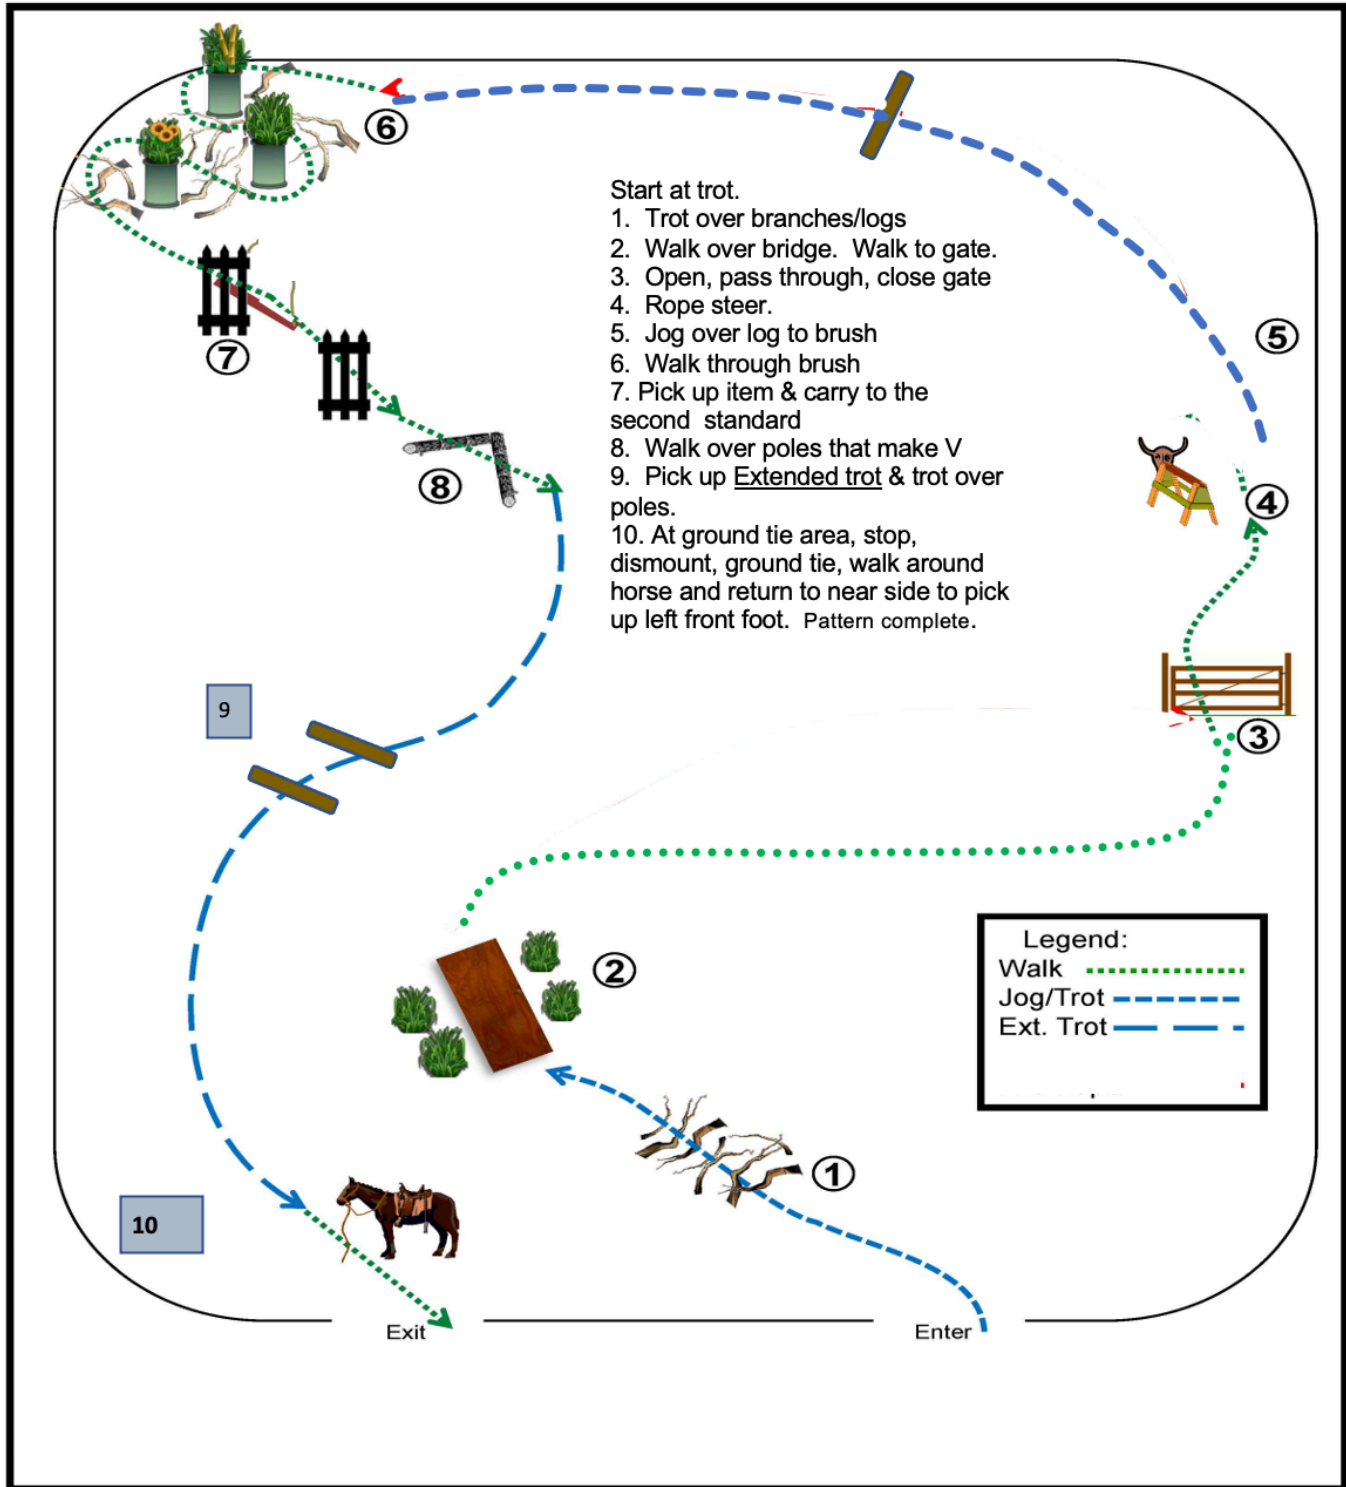 Start at trot.
1. Trot over branches/logs
2. Walk over bridge. Walk to gate.
3. Open, pass through, close gate
4. Rope steer.
5. Jog over log to brush
6. Walk through brush
7. Pick up item & carry to the
second standard
8. Walk over poles that make V
9. Pick up Extended trot & trot over
poles.
10. At ground tie area, stop,
dismount, ground tie, walk around
horse and return to near side to pick
up left front foot. Pattern complete.
6
5
7
8
4
9
3
2
Legend:
Walk
Jog/Trot
Ext. Trot
1
10
Exit
Enter